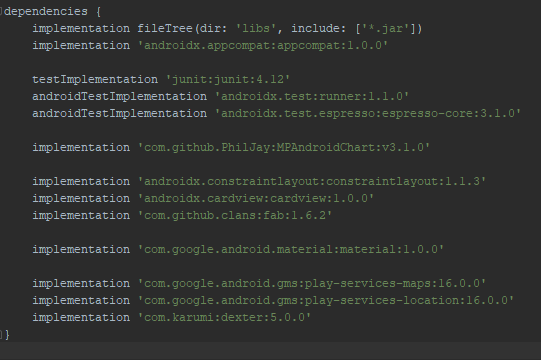 dependencies {
    implementation fileTree(dir: 'libs', include: ['*.jar'])
    implementation 'androidx.appcompat:appcompat:1.0.0'

    testImplementation 'junit:junit:4.12'
    androidTestImplementation 'androidx.test:runner:1.1.0'
    androidTestImplementation 'androidx.test.espresso:espresso-core:3.1.0'

    implementation 'com.github.PhilJay:MPAndroidChart:v3.1.0'

    implementation 'androidx.constraintlayout:constraintlayout:1.1.3'
    implementation 'androidx.cardview:cardview:1.0.0'
    implementation 'com.github.clans:fab:1.6.2'

    implementation 'com.google.android.material:material:1.0.0'

    implementation 'com.google.android.gms:play-services-maps:16.0.0'
    implementation 'com.google.android.gms:play-services-location:16.0.0'
    implementation 'com.karumi:dexter:5.0.0'
}